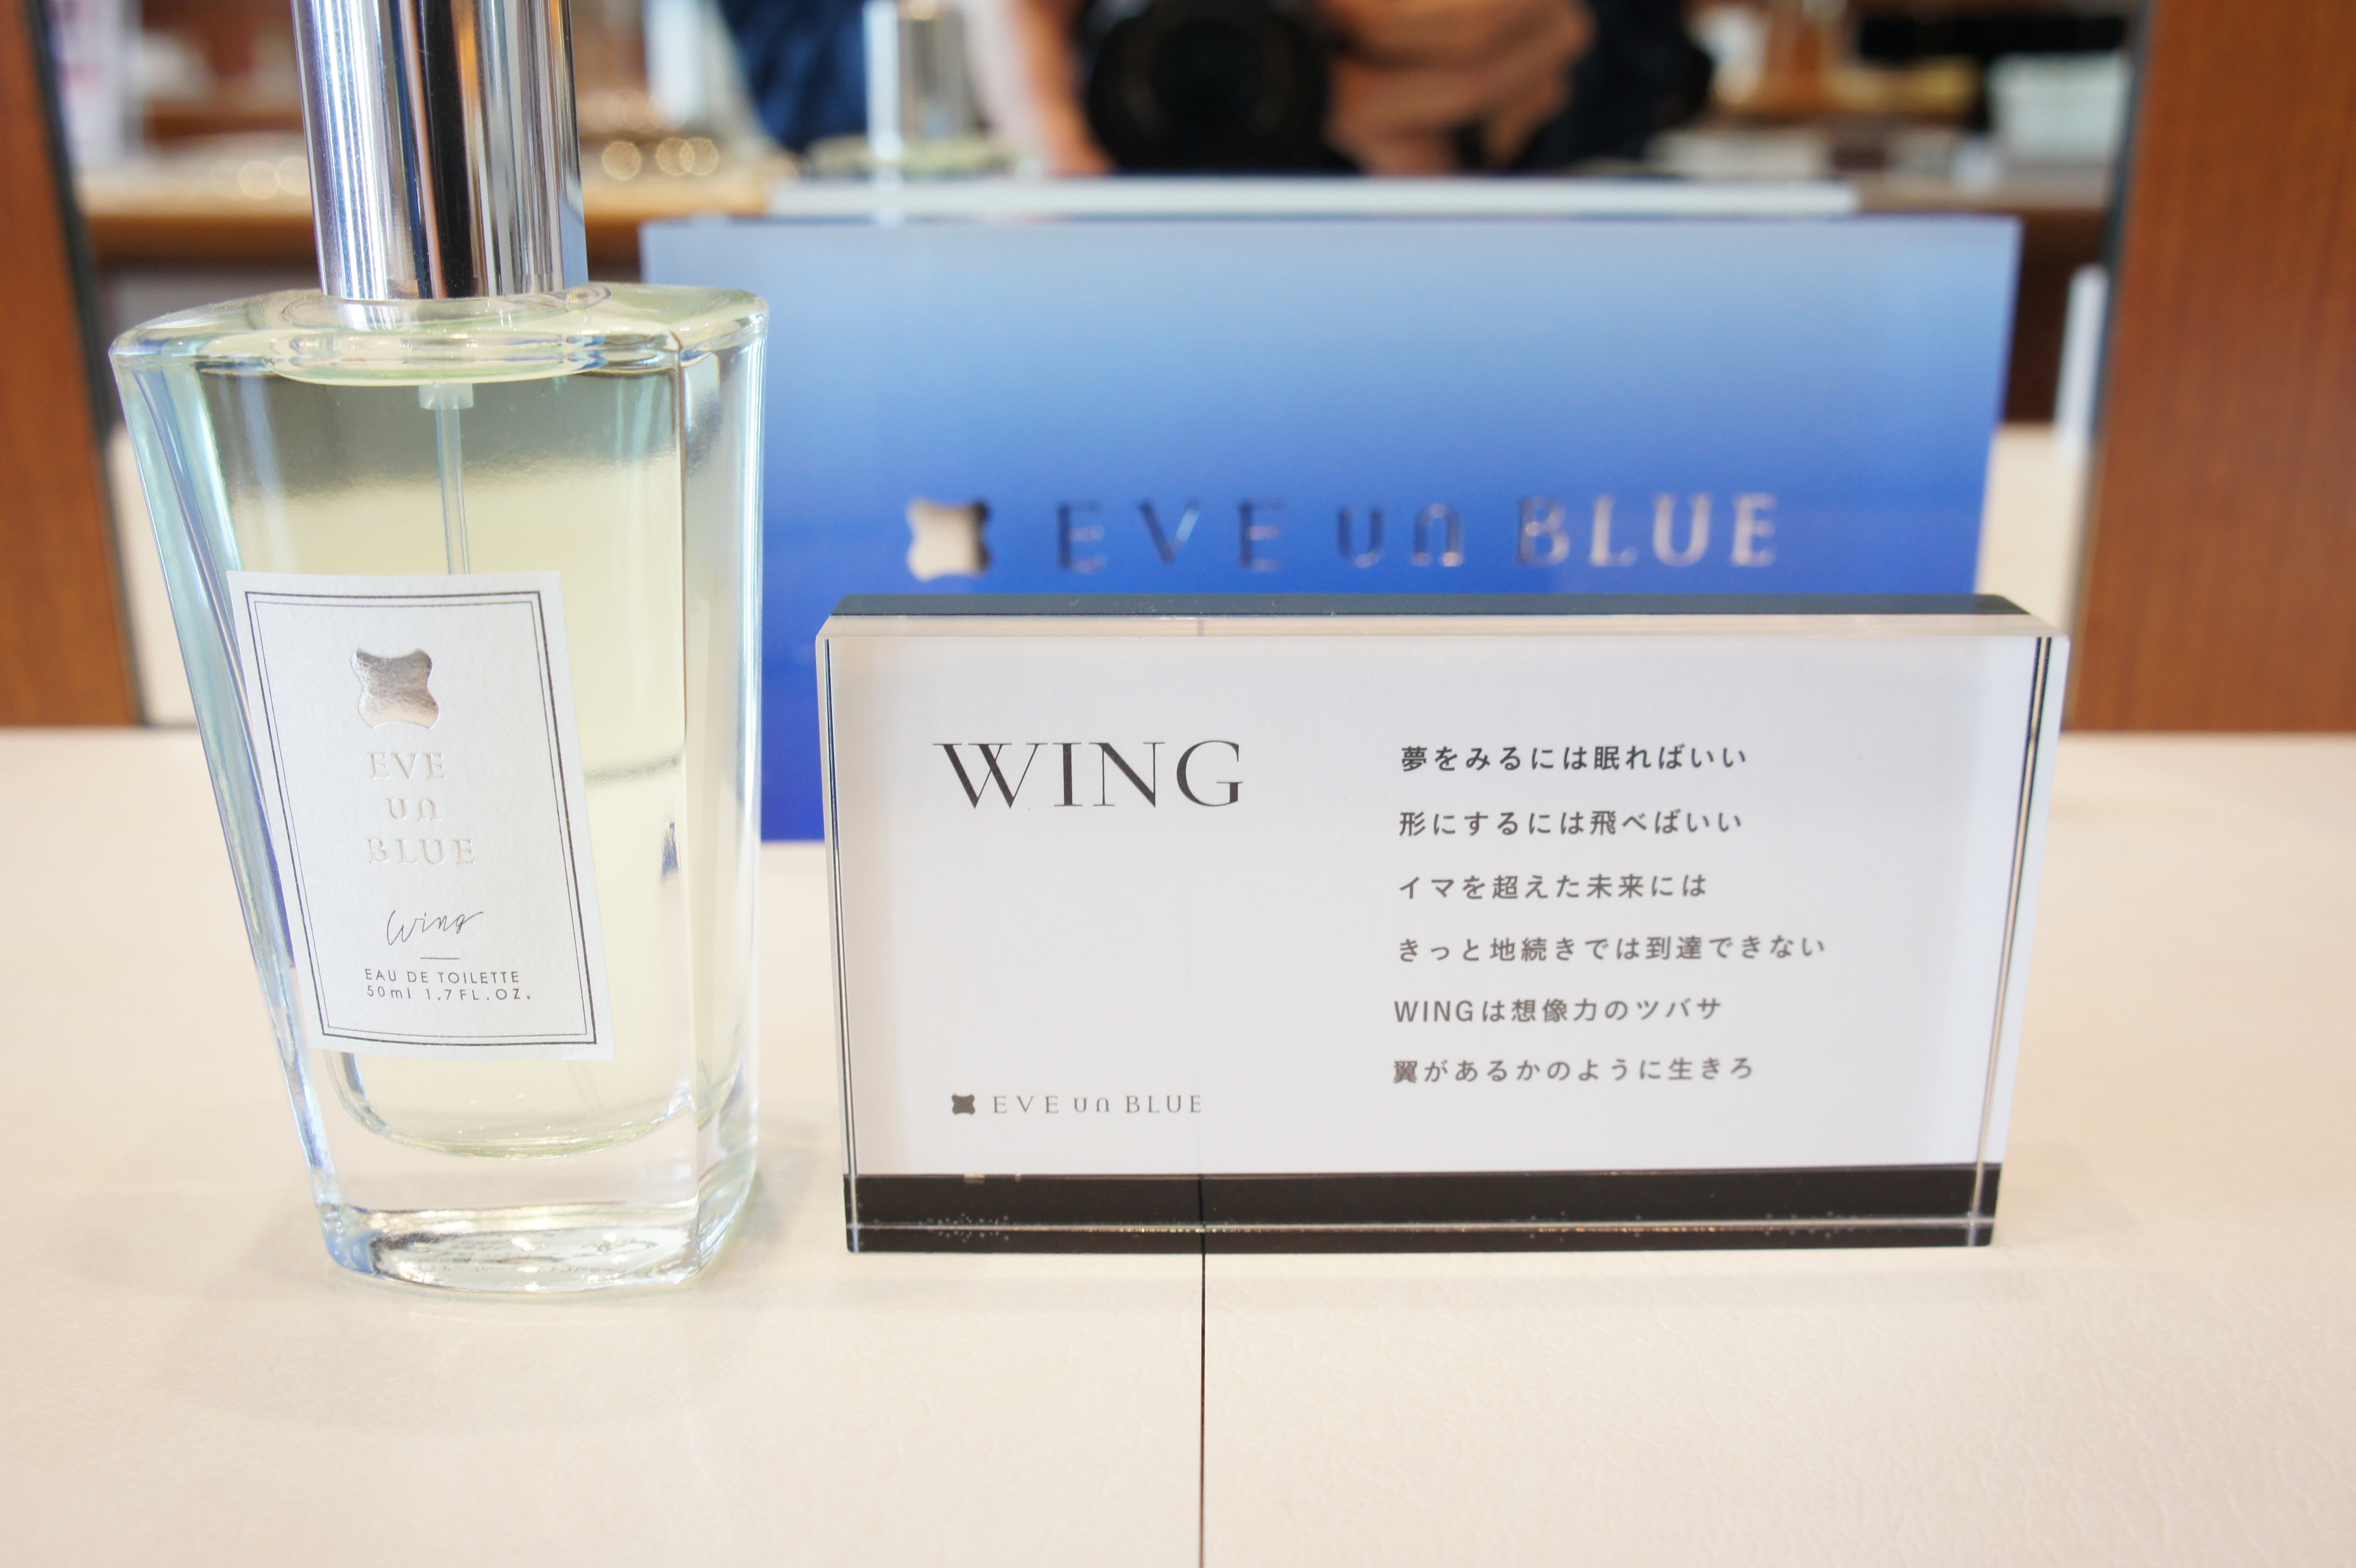 EVE un BLUE
EVE
un
BLUE
Wing
EAU DE TOILETTE
50ml 1.7FL.OZ.
WING
夢をみるには眠ればいい
形にするには飛べばいい
イマを超えた未来には
きっと地続きでは到達できない
WINGは想像力のツバサ
翼があるかのように生きろ
EVE un BLUE